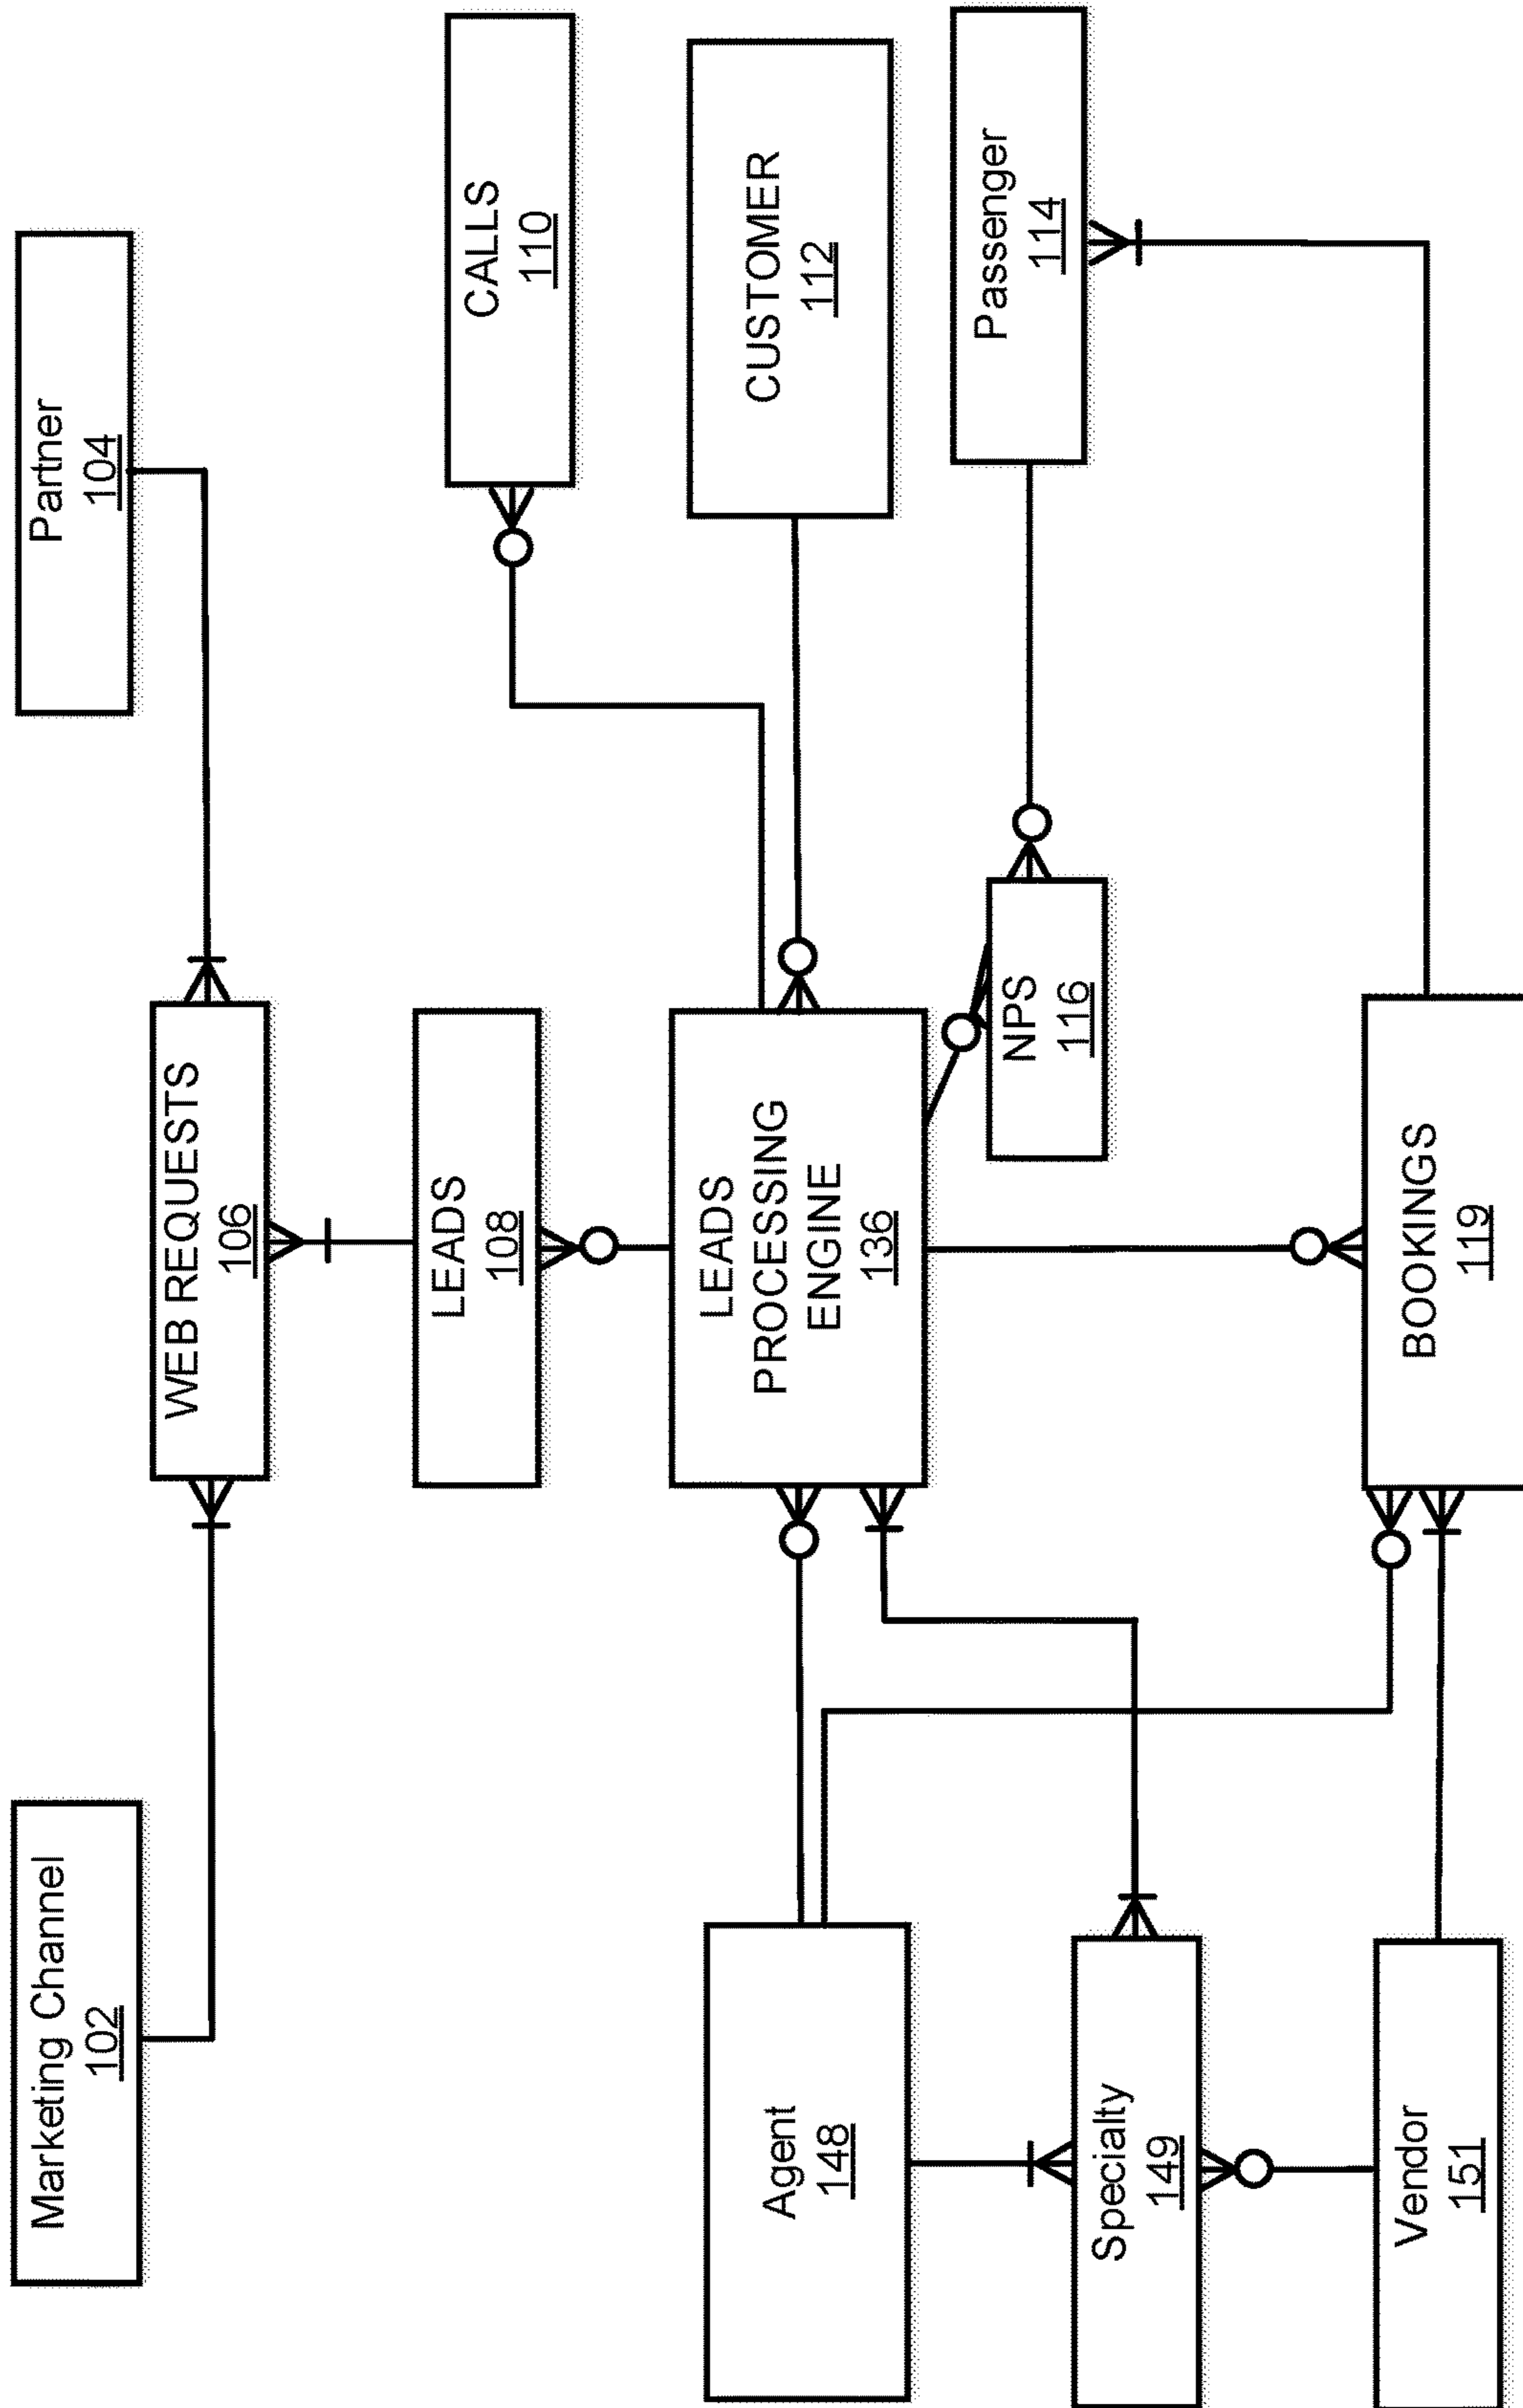 Marketing Channel
102
Partner
104
WEB REQUESTS
106
LEADS
108
CALLS
110
Agent
148
LEADS
PROCESSING
ENGINE
136
CUSTOMER
112
Specialty
149
NPS
116
Passenger
114
Vendor
151
BOOKINGS
119